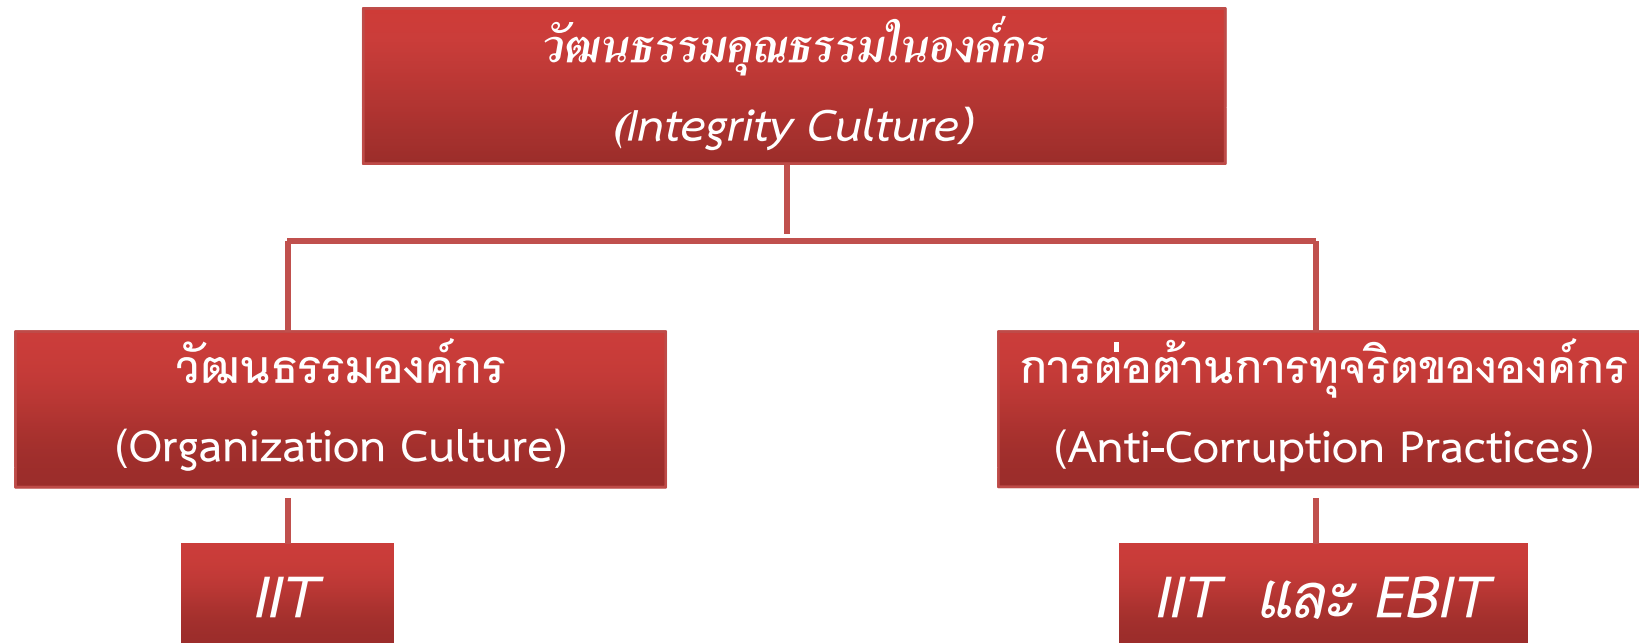 วัฒนธรรมคุณธรรมในองค์กร
(Integrity Culture)
วัฒนธรรมองค์กร
(Organization Culture)
การต่อต้านการทุจริตขององค์กร
(Anti-Corruption Practices)
IIT
IIT และ EBIT